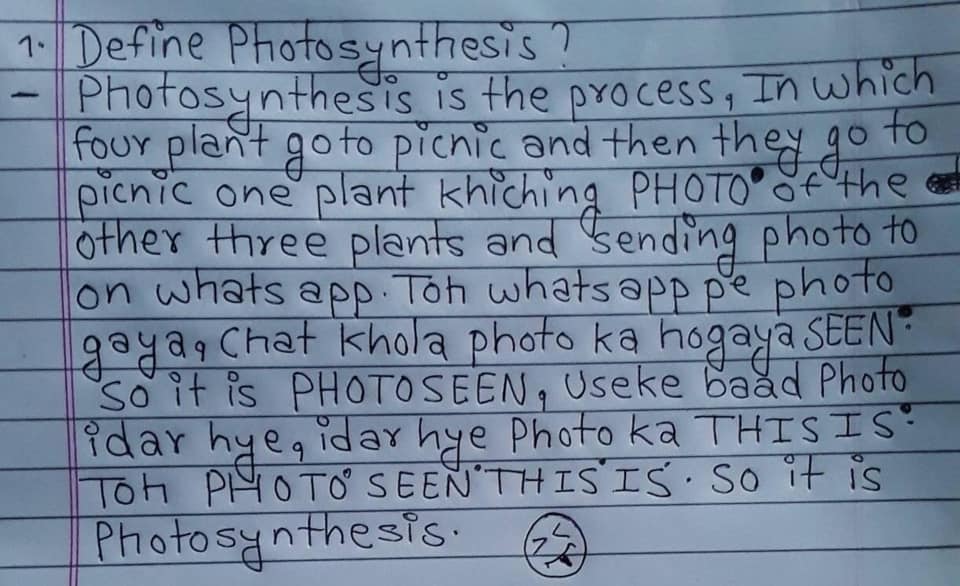 1. Define Photosynthesis?
- Photosynthesis is the process, In which
four plant goto picnic and then they go to
picnic one plant khiching PHOTO of the
other three plants and sending photo to
on whats app. Toh whatsapp pe photo
gaya, Chat khola photo ka hogaya SEEN.
So it is PHOTOSEEN, Useke baad Photo
idar hye, idar hye Photo ka THIS IS.
Toh PHOTO SEEN THIS IS. So it is
Photosynthesis.